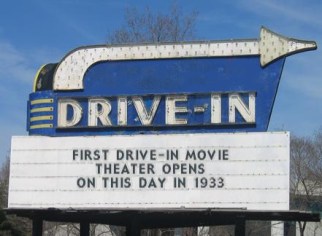 DRIVE-IN
FIRST DRIVE-IN MOVIE
THEATER OPENS
ON THIS DAY IN 1933